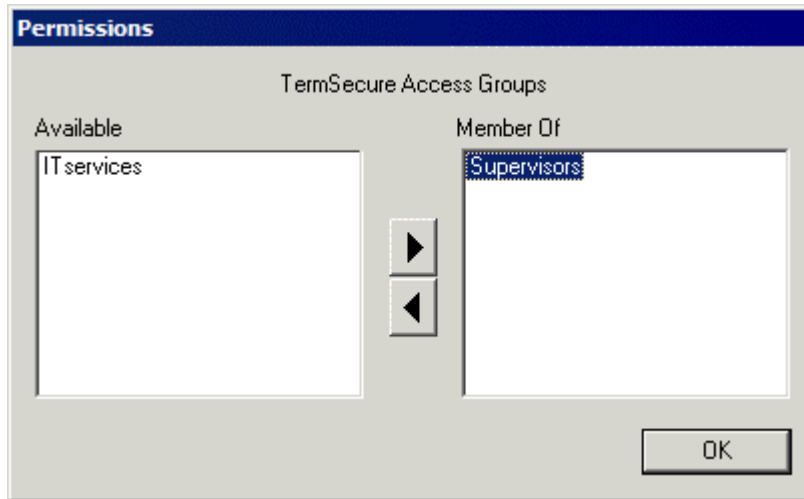 Permissions
TermSecure Access Groups
Available
Member Of
ITservices
Supervisors
OK